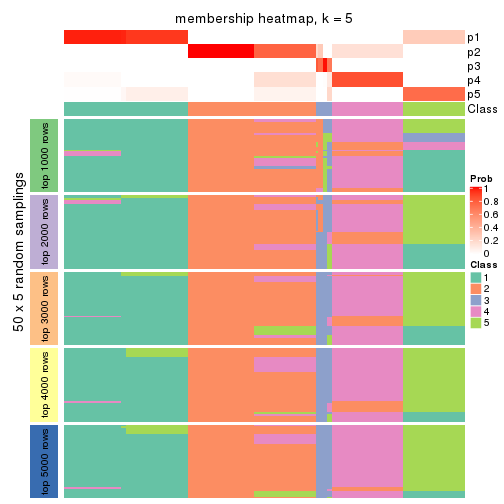 membership heatmap, k = 5
p1
p2
p3
p4
p5
Class
50 x 5 random samplings
top 1000 rows
top 2000 rows
top 3000 rows
top 4000 rows
top 5000 rows
Prob
1
0.8
0.6
0.4
0.2
0
Class
1
2
3
4
5